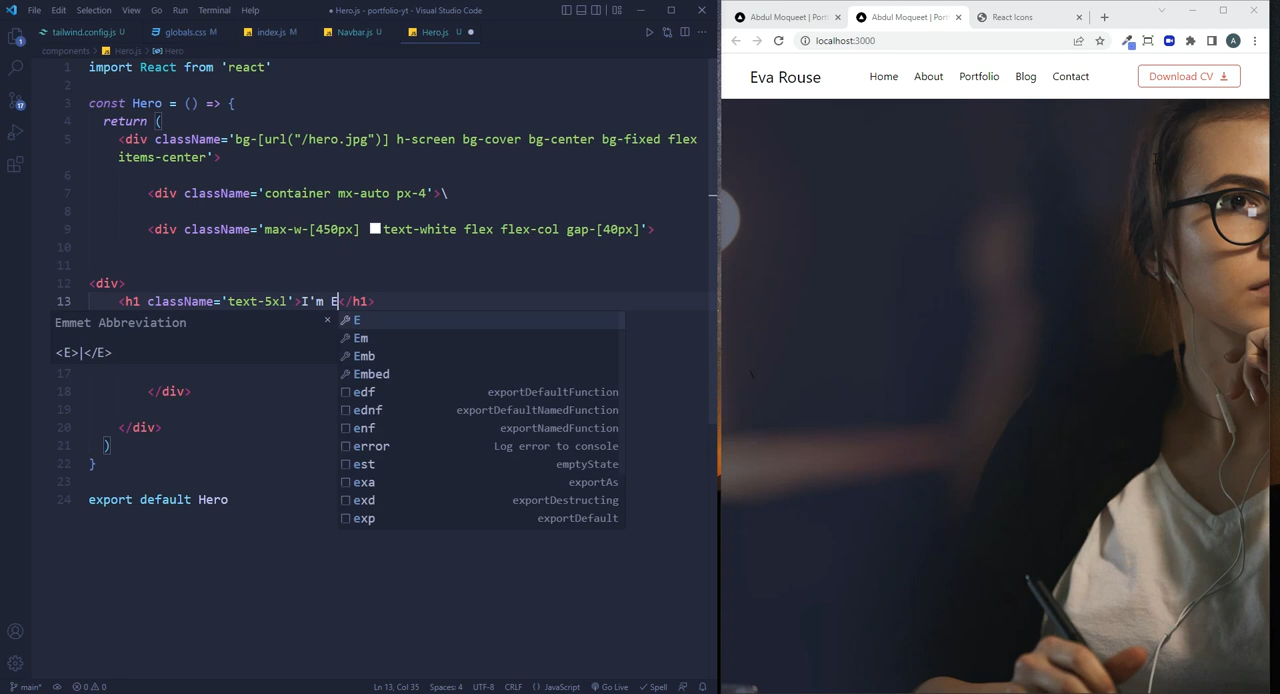 File Edit Selection View Go Run Terminal Help
● Hero.js - portfolio-yt - Visual Studio Code
tailwind.config.js U
globals.css M
index.js M
Navbar.js U
Hero.js U ●
components > Hero.js > Hero
1 import React from 'react'
2
3 const Hero = () => {
4 return (
5 <div className='bg-[url("/hero.jpg")] h-screen bg-cover bg-center bg-fixed flex
items-center'>
6
7 <div className='container mx-auto px-4'>\
8
9 <div className='max-w-[450px] text-white flex flex-col gap-[40px]'>
10
11
12 <div>
13 <h1 className='text-5xl'>I'm E</h1>
Emmet Abbreviation ×
<E>|</E>
E
Em
Emb
Embed
edf exportDefaultFunction
ednf exportDefaultNamedFunction
enf exportNamedFunction
error Log error to console
est emptyState
exa exportAs
exd exportDestructing
exp exportDefault
17
18 </div>
19
20 </div>
21 )
22 }
23
24 export default Hero
1
17
main*
0 0
Ln 13, Col 35
Spaces: 4
UTF-8
CRLF
{} JavaScript
Go Live
Spell
Abdul Moqueet | Port
Abdul Moqueet | Port
React Icons
localhost:3000
A
Eva Rouse
Home
About
Portfolio
Blog
Contact
Download CV